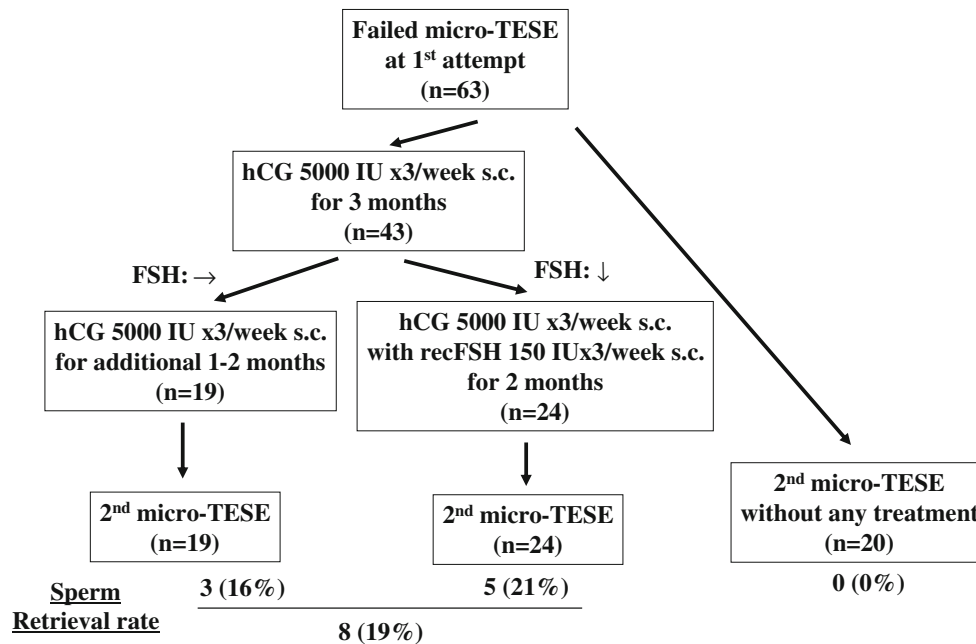 Failed micro-TESE
at 1st attempt
(n=63)
hCG 5000 IU x3/week s.c.
for 3 months
(n=43)
FSH: →
FSH: ↓
hCG 5000 IU x3/week s.c.
for additional 1-2 months
(n=19)
hCG 5000 IU x3/week s.c.
with recFSH 150 IUx3/week s.c.
for 2 months
(n=24)
2nd micro-TESE
(n=19)
2nd micro-TESE
(n=24)
2nd micro-TESE
without any treatment
(n=20)
Sperm
Retrieval rate
3 (16%)
5 (21%)
0 (0%)
8 (19%)